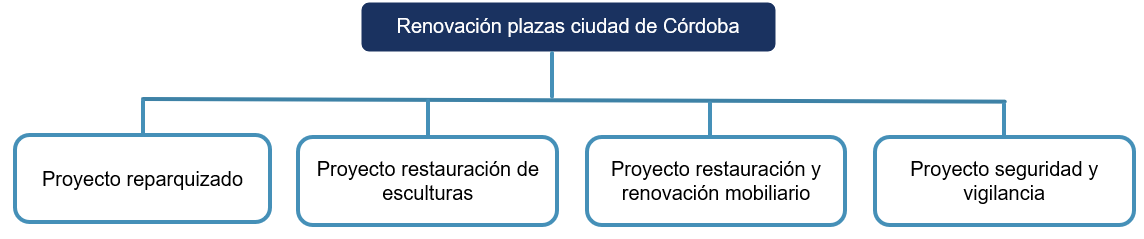 Renovación plazas ciudad de Córdoba
Proyecto reparquizado
Proyecto restauración de
esculturas
Proyecto restauración y
renovación mobiliario
Proyecto seguridad y
vigilancia